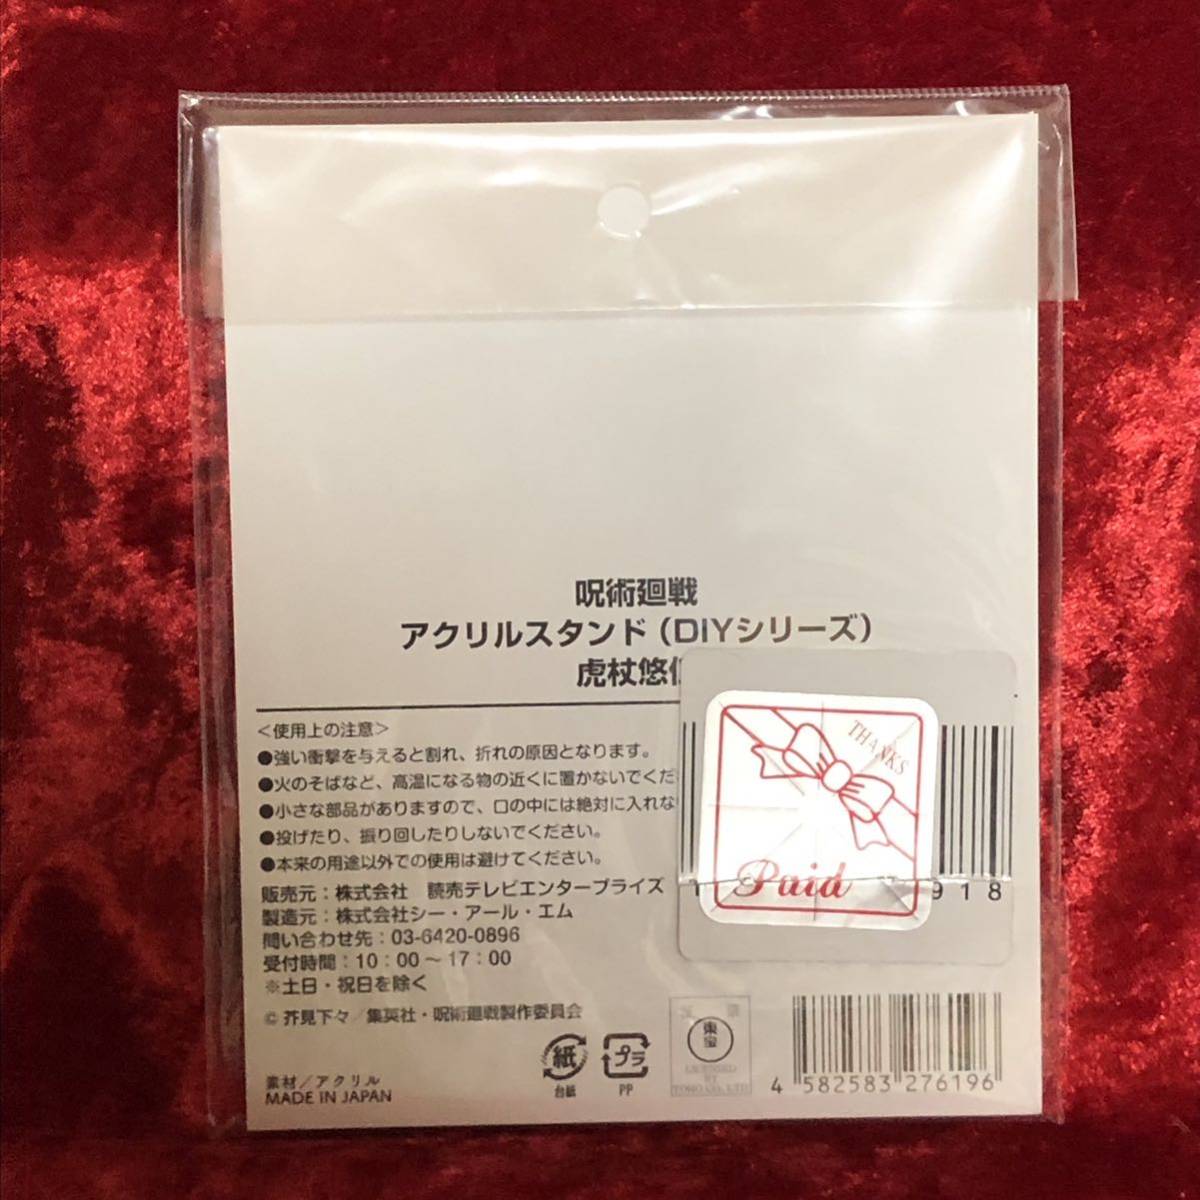 呪術廻戦
アクリルスタンド(DIYシリーズ)
虎杖悠
<使用上の注意>
●強い衝撃を与えると割れ、折れの原因となります。
●火のそばなど、高温になる物の近くに置かないでくだ
●小さな部品がありますので、口の中には絶対に入れな
●投げたり、振り回したりしないでください。
●本来の用途以外での使用は避けてください。
販売元:株式会社 読売テレビエンタープライズ
製造元:株式会社シー・アール・エム
問い合わせ先:03-6420-0896
受付時間:10:00〜17:00
※土日・祝日を除く
© 芥見下々/集英社・呪術廻戦製作委員会
素材/アクリル
MADE IN JAPAN
紙
台紙
プラ
PP
東宝
LICENSED
BY
TOHO CO., LTD
4 582583 276196
THANKS
Paid
918